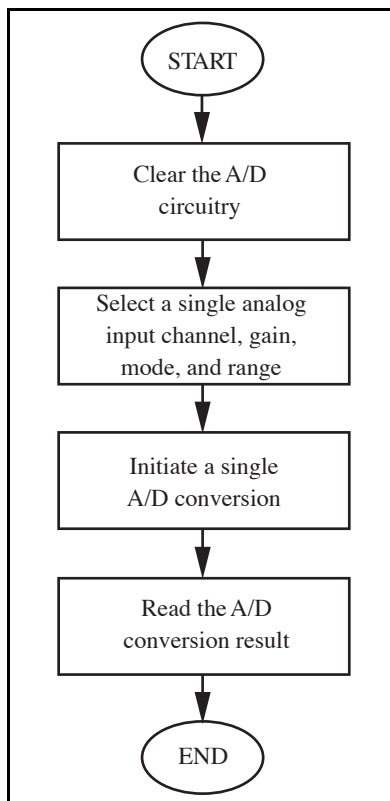 START
Clear the A/D
circuitry
Select a single analog
input channel, gain,
mode, and range
Initiate a single
A/D conversion
Read the A/D
conversion result
END